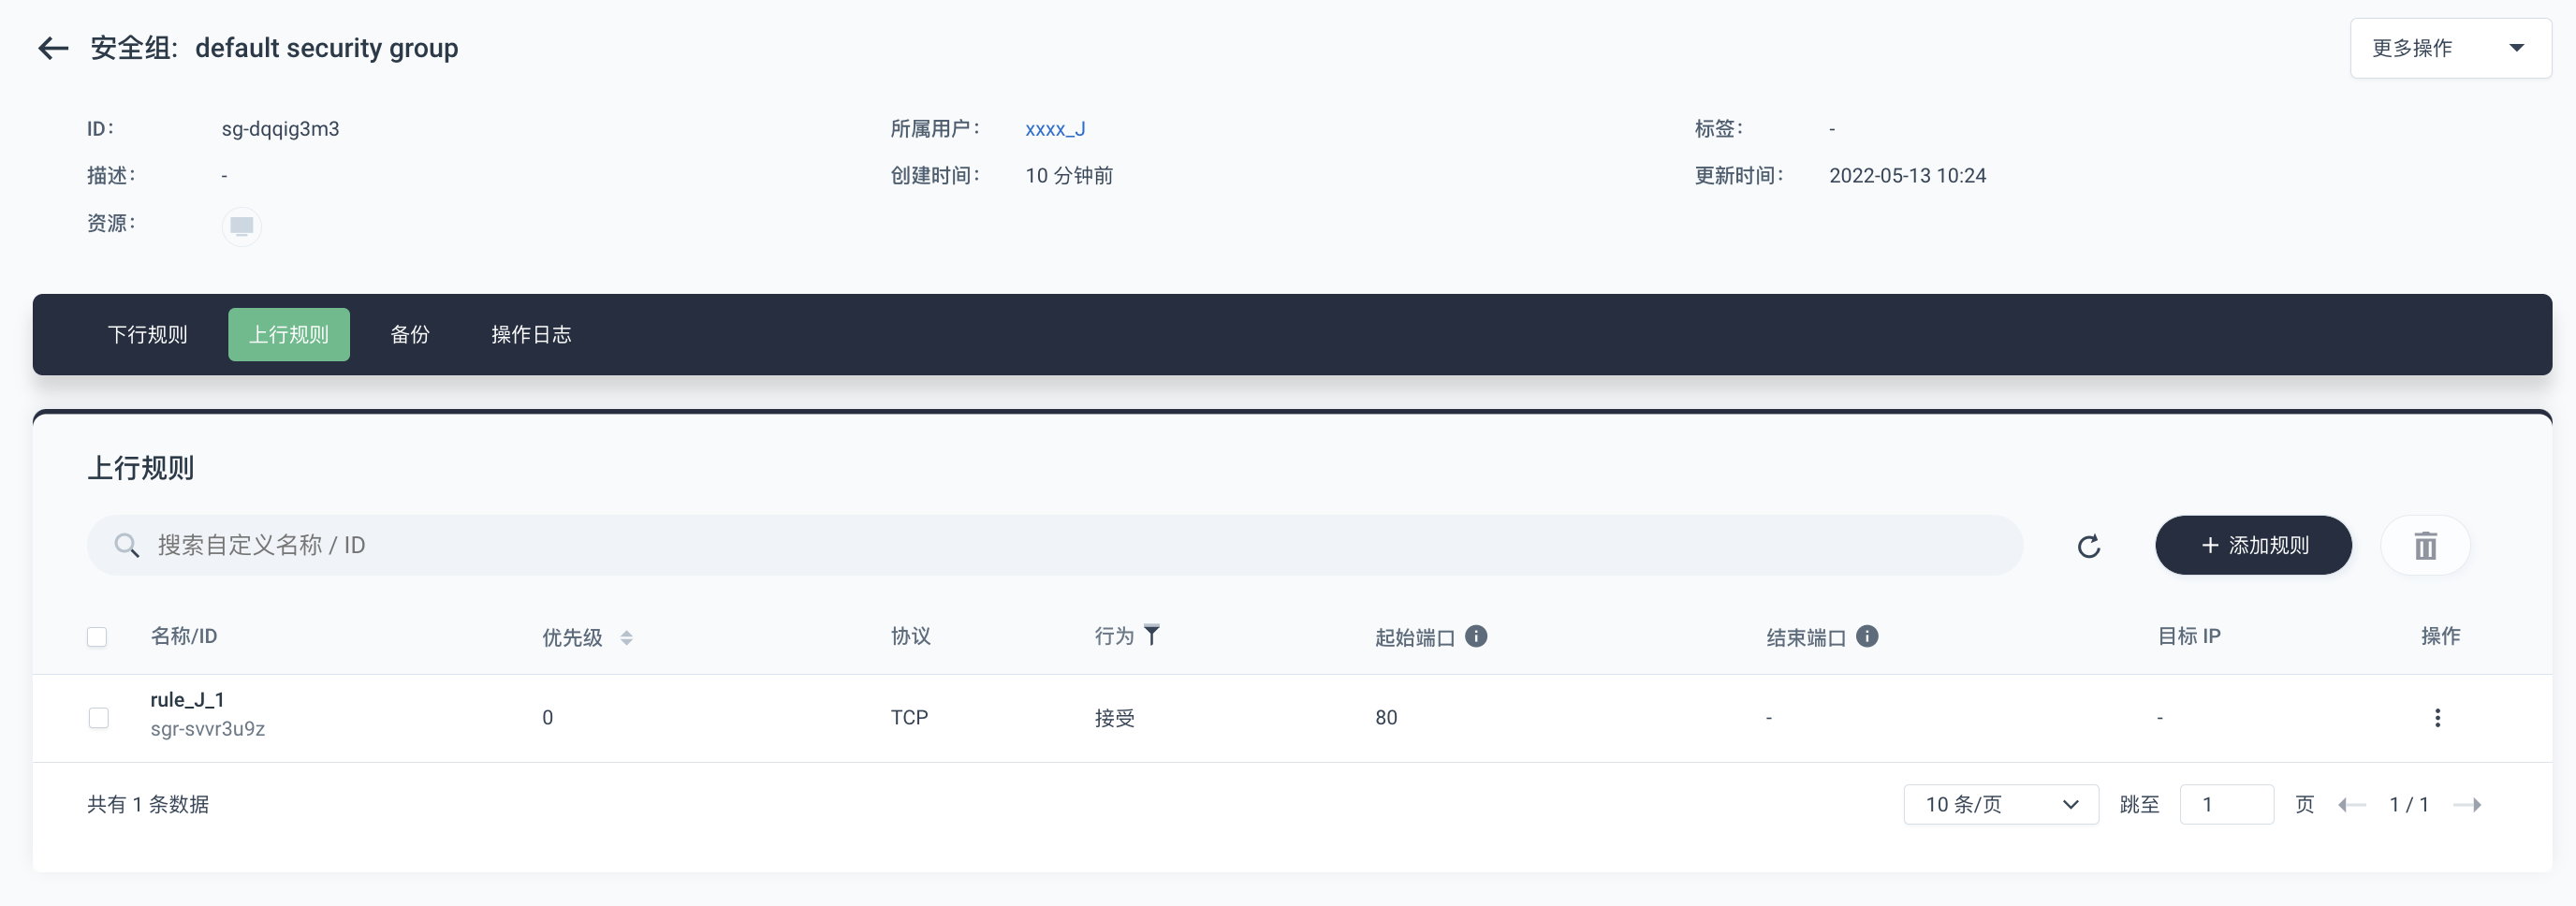 安全组: default security group
更多操作
ID: sg-dqqig3m3 所属用户: xxxx_J 标签: -
描述: - 创建时间: 10 分钟前 更新时间: 2022-05-13 10:24
资源:
下行规则 上行规则 备份 操作日志
上行规则
搜索自定义名称 / ID 添加规则
名称/ID 优先级 协议 行为 起始端口 结束端口 目标 IP 操作
rule_J_1
sgr-svvr3u9z 0 TCP 接受 80 - -
共有 1 条数据 10 条/页 跳至 1 页 1 / 1